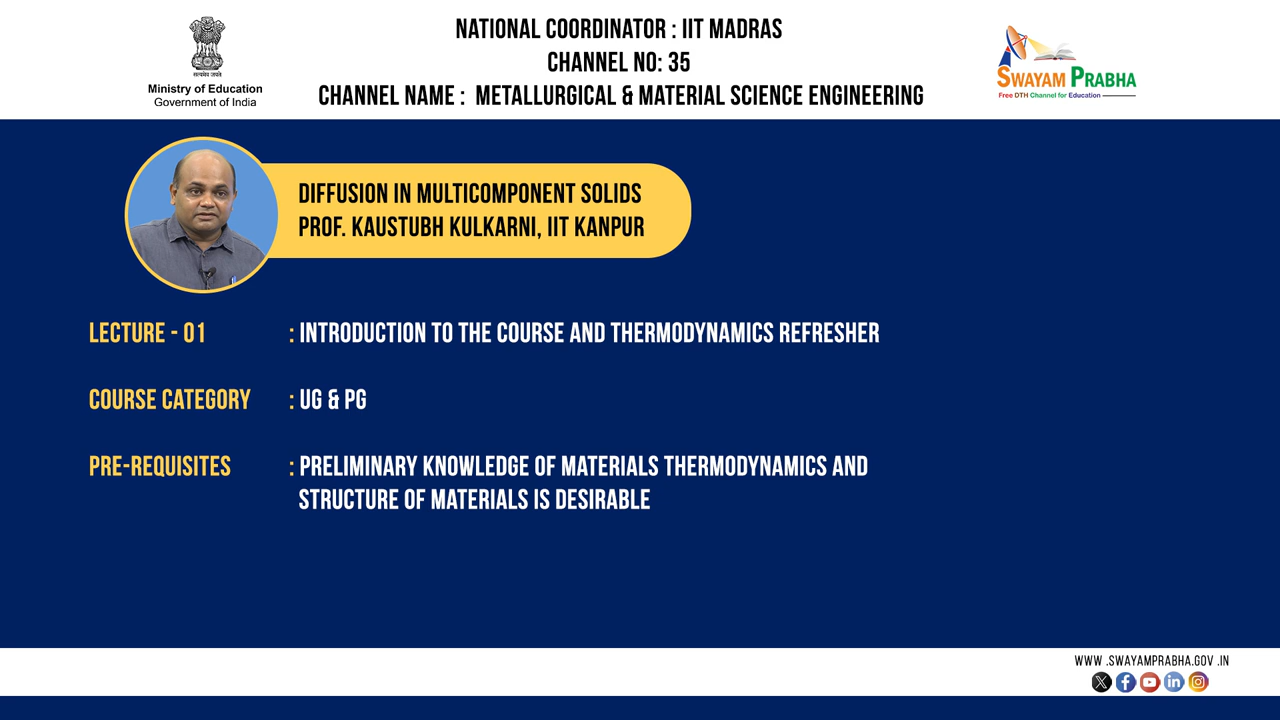 NATIONAL COORDINATOR : IIT MADRAS
CHANNEL NO: 35
CHANNEL NAME : METALLURGICAL & MATERIAL SCIENCE ENGINEERING
सत्यमेव जयते
Ministry of Education
Government of India
SWAYAM PRABHA
Free DTH Channel for Education
DIFFUSION IN MULTICOMPONENT SOLIDS
PROF. KAUSTUBH KULKARNI, IIT KANPUR
LECTURE - 01 : INTRODUCTION TO THE COURSE AND THERMODYNAMICS REFRESHER
COURSE CATEGORY : UG & PG
PRE-REQUISITES : PRELIMINARY KNOWLEDGE OF MATERIALS THERMODYNAMICS AND
STRUCTURE OF MATERIALS IS DESIRABLE
WWW .SWAYAMPRABHA.GOV .IN